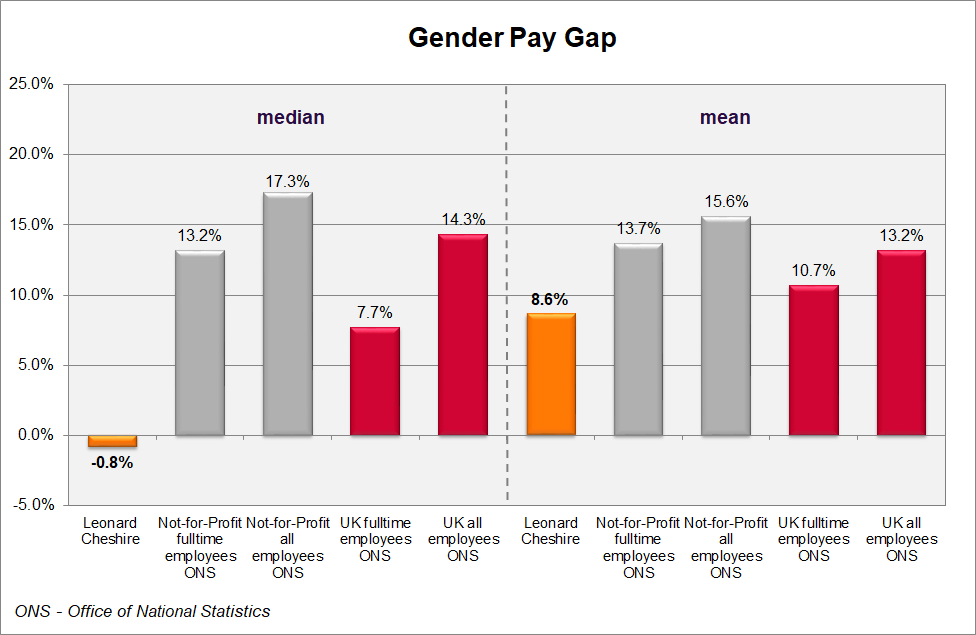 Gender Pay Gap
25.0%
20.0%
15.0%
10.0%
5.0%
0.0%
-5.0%
median
mean
-0.8%
13.2%
17.3%
7.7%
14.3%
8.6%
13.7%
15.6%
10.7%
13.2%
Leonard
Cheshire
Not-for-Profit
fulltime
employees
ONS
Not-for-Profit
all
employees
ONS
UK fulltime
employees
ONS
UK all
employees
ONS
Leonard
Cheshire
Not-for-Profit
fulltime
employees
ONS
Not-for-Profit
all
employees
ONS
UK fulltime
employees
ONS
UK all
employees
ONS
ONS - Office of National Statistics